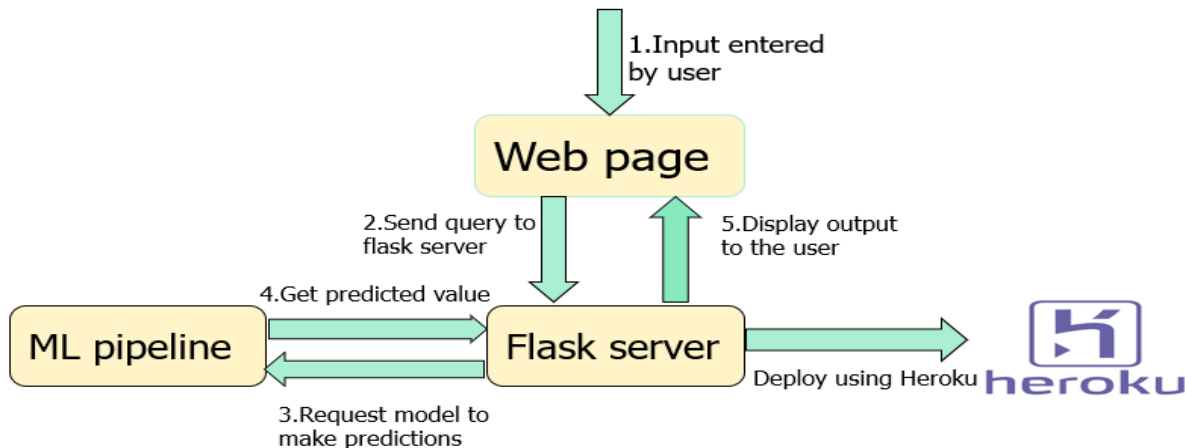 1.Input entered
by user
Web page
2.Send query to
flask server
5.Display output
to the user
4.Get predicted value
ML pipeline
Flask server
Deploy using Heroku
heroku
3.Request model to
make predictions